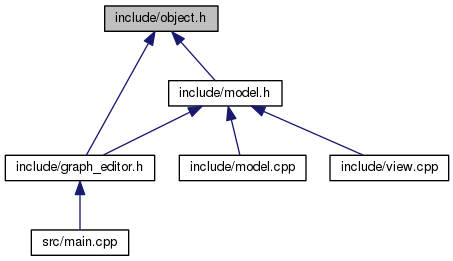 include/object.h
include/model.h
include/graph_editor.h
include/model.cpp
include/view.cpp
src/main.cpp